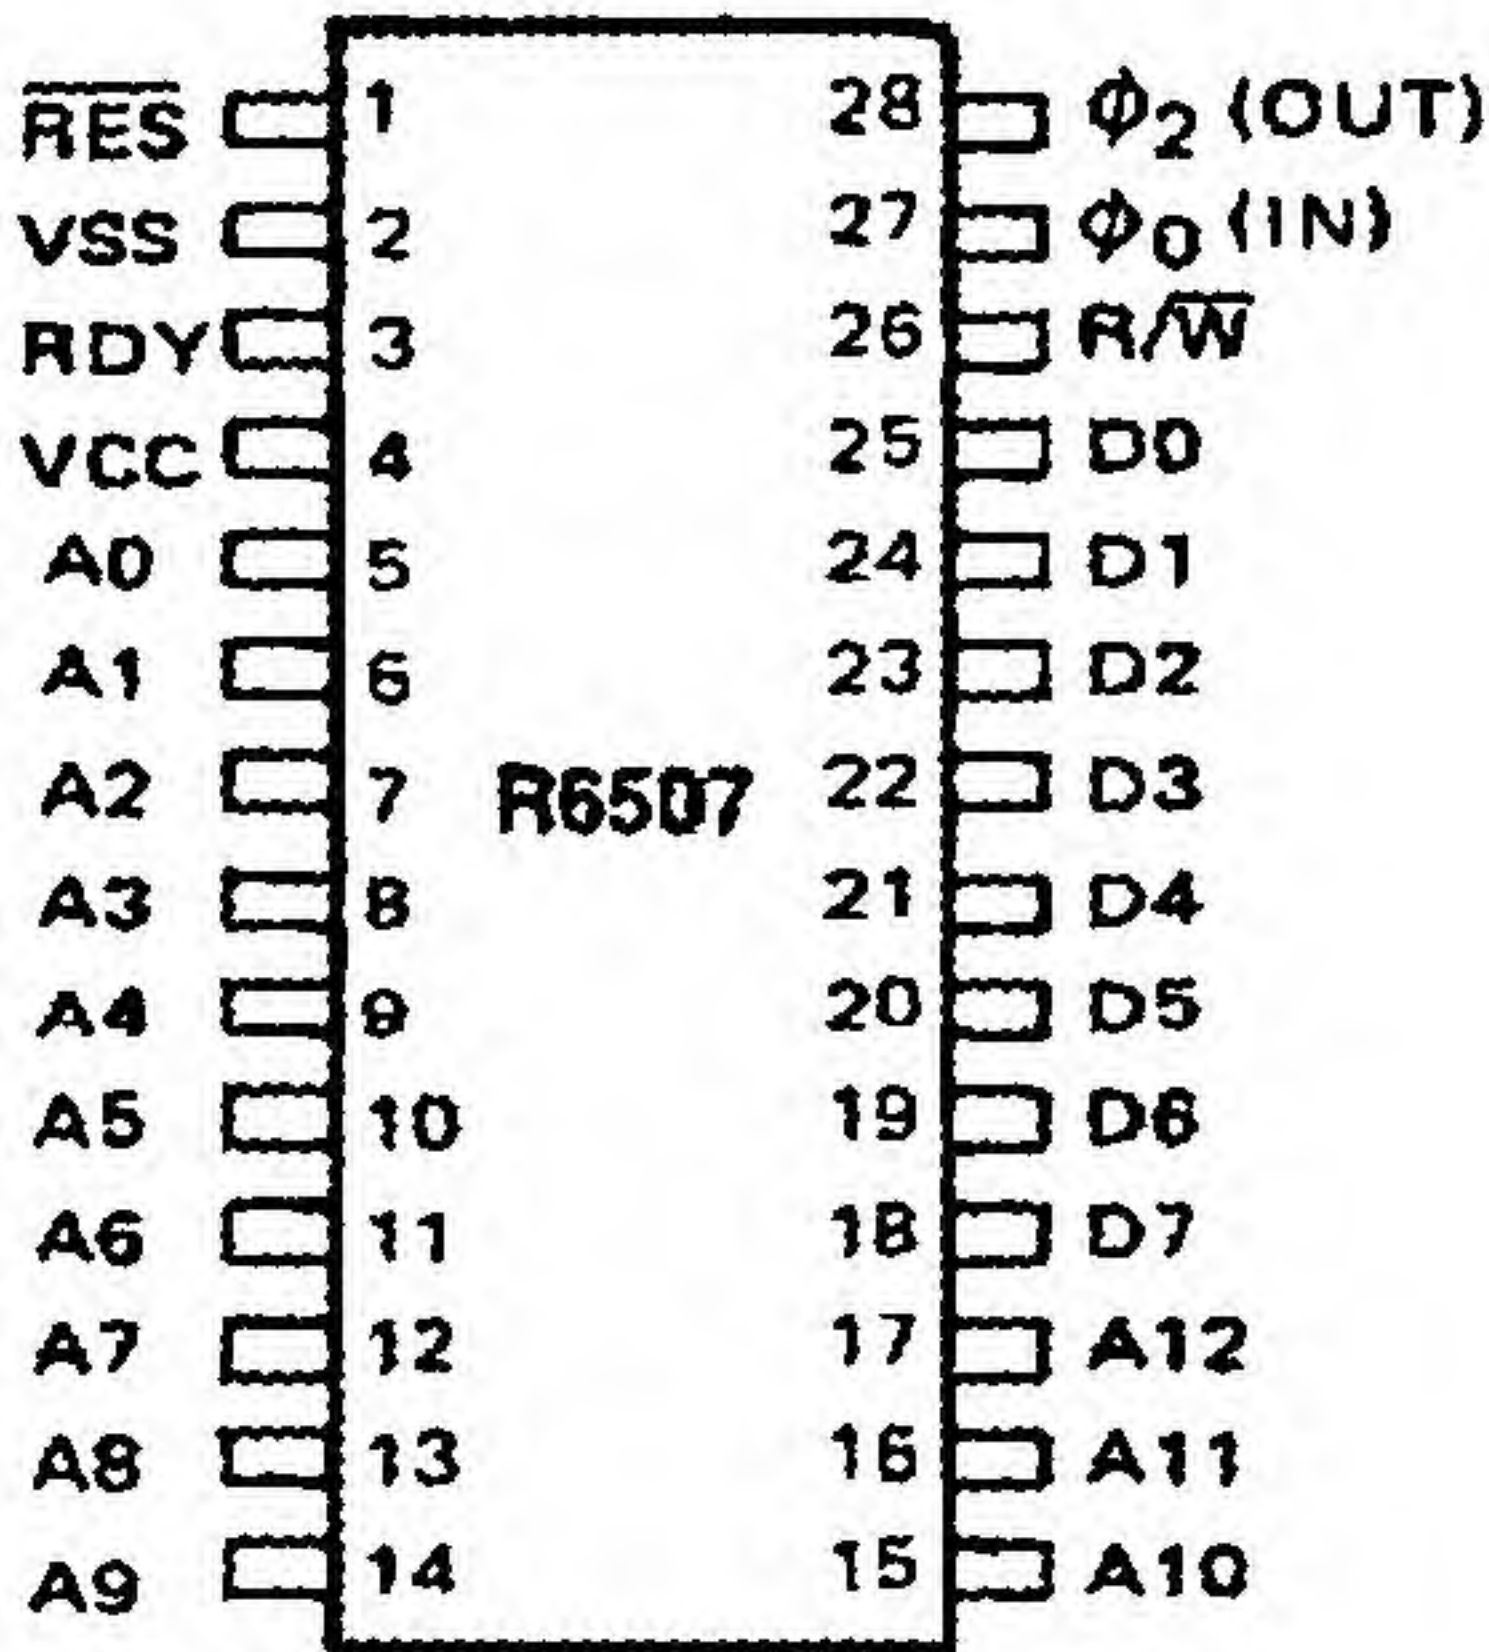 R̅E̅S̅ 1 28 Φ2 (OUT)
VSS 2 27 Φ0 (IN)
RDY 3 26 R/W̅
VCC 4 25 D0
A0 5 24 D1
A1 6 23 D2
A2 7 R6507 22 D3
A3 8 21 D4
A4 9 20 D5
A5 10 19 D6
A6 11 18 D7
A7 12 17 A12
A8 13 16 A11
A9 14 15 A10